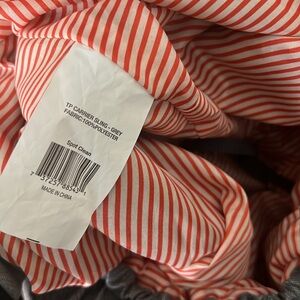 TP CARRIER SLING - GREY
FABRIC:100%POLYESTER
Spot Clean
MADE IN CHINA